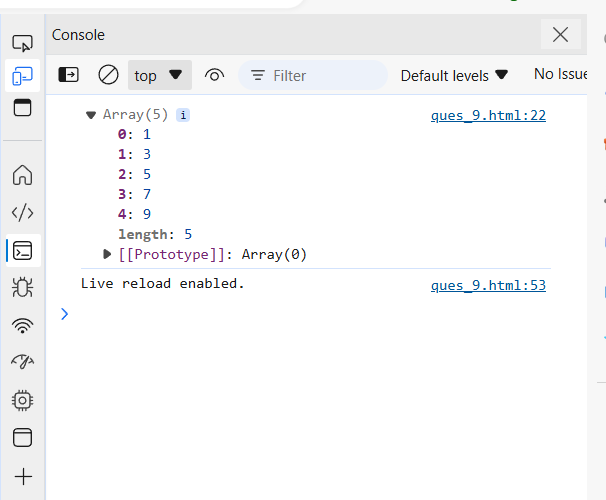 Console
top
Filter
Default levels
No Issue
Array(5) i
ques_9.html:22
0: 1
1: 3
2: 5
3: 7
4: 9
length: 5
[[Prototype]]: Array(0)
Live reload enabled.
ques_9.html:53